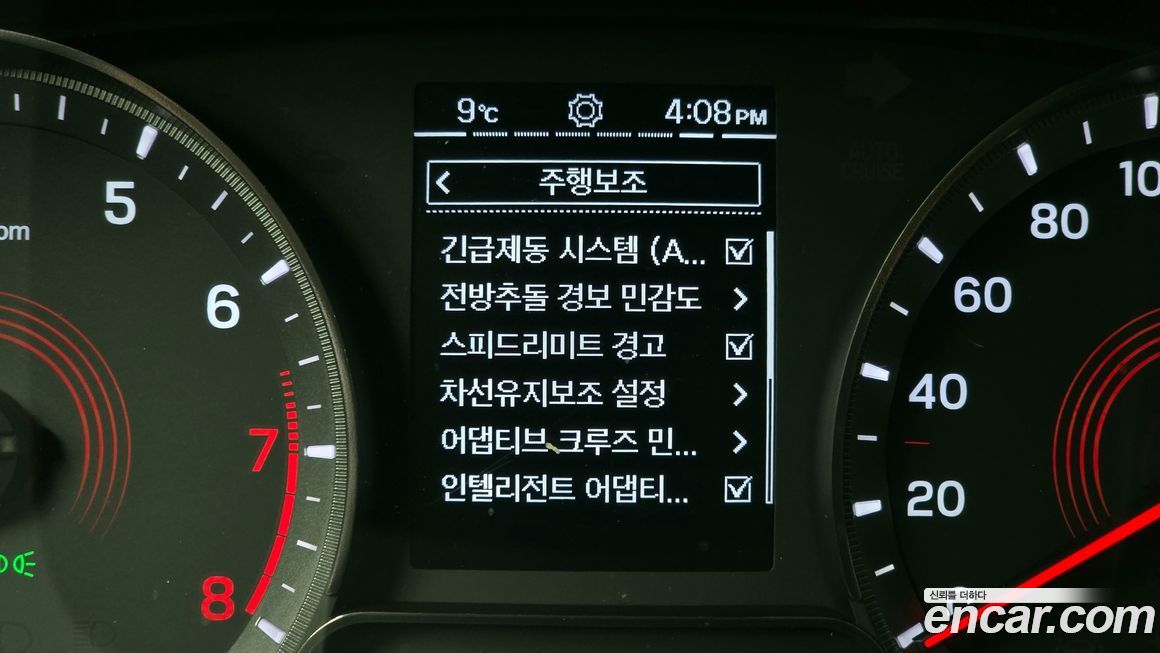 9℃ 4:08 PM
주행보조
긴급제동 시스템 (A...
전방추돌 경보 민감도
스피드리미트 경고
차선유지보조 설정
어댑티브 크루즈 민...
인텔리전트 어댑티...
5
6
7
8
20
40
60
80
AUTO
CRUISE
신뢰를 더하다
encar.com